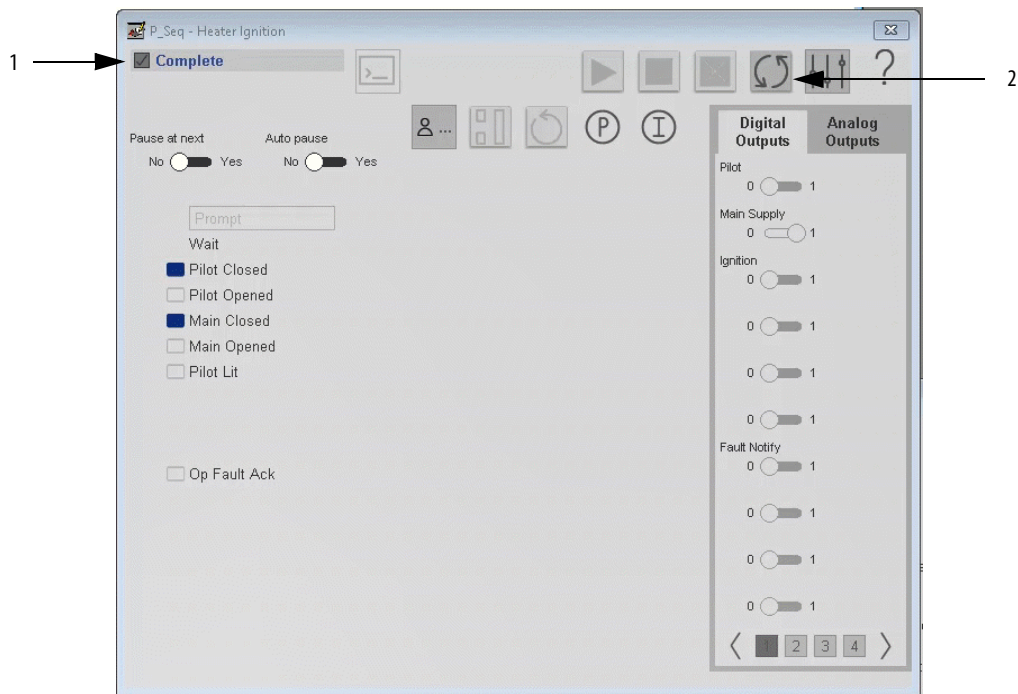 P_Seq - Heater Ignition
1
Complete
2
>_
?
...
P
I
Pause at next
No Yes
Auto pause
No Yes
Prompt
Wait
Pilot Closed
Pilot Opened
Main Closed
Main Opened
Pilot Lit
Op Fault Ack
Digital Outputs
Analog Outputs
Pilot
0 1
Main Supply
0 1
Ignition
0 1
0 1
0 1
0 1
Fault Notify
0 1
0 1
0 1
0 1
1 2 3 4